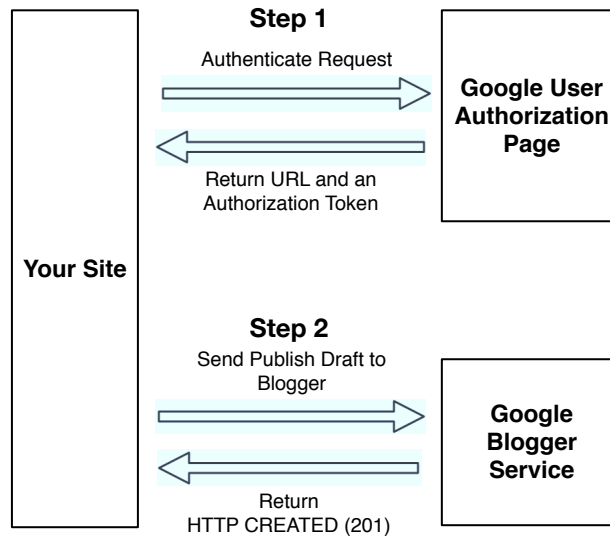 Step 1
Authenticate Request
Google User
Authorization
Page
Return URL and an
Authorization Token
Your Site
Step 2
Send Publish Draft to
Blogger
Google
Blogger
Service
Return
HTTP CREATED (201)